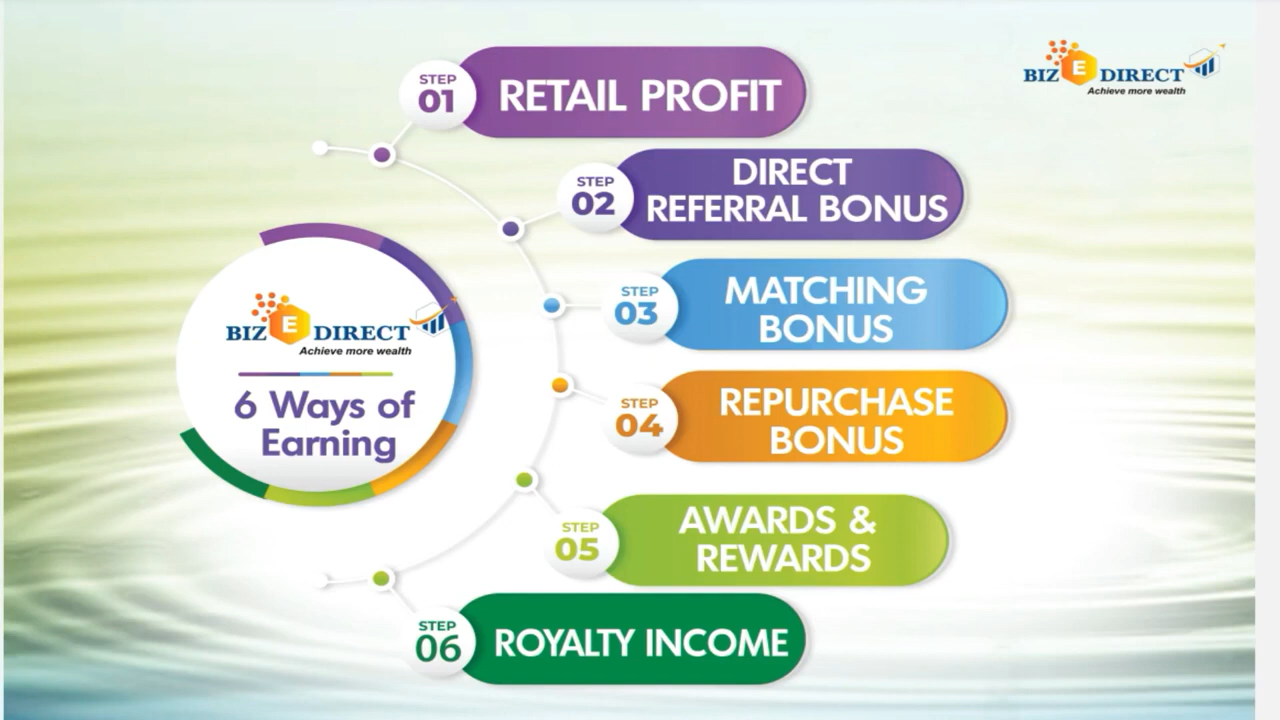 BIZ E DIRECT
Achieve more wealth
STEP
01
RETAIL PROFIT
STEP
02
DIRECT
REFERRAL BONUS
STEP
03
MATCHING
BONUS
BIZ E DIRECT
Achieve more wealth
6 Ways of
Earning
STEP
04
REPURCHASE
BONUS
STEP
05
AWARDS &
REWARDS
STEP
06
ROYALTY INCOME